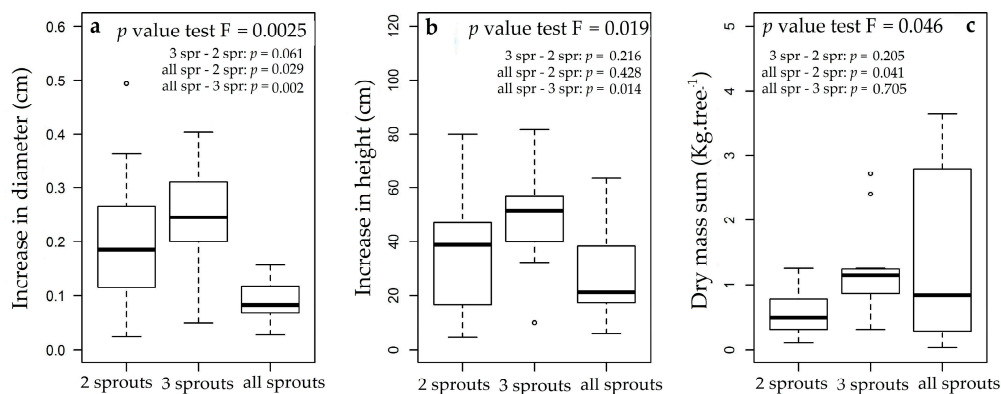 a
p value test F = 0.0025
3 spr - 2 spr: p = 0.061
all spr - 2 spr: p = 0.029
all spr - 3 spr: p = 0.002
Increase in diameter (cm)
0.6
0.5
0.4
0.3
0.2
0.1
0.0
2 sprouts 3 sprouts all sprouts
b
p value test F = 0.019
3 spr - 2 spr: p = 0.216
all spr - 2 spr: p = 0.428
all spr - 3 spr: p = 0.014
Increase in height (cm)
120
100
80
60
40
20
0
2 sprouts 3 sprouts all sprouts
p value test F = 0.046 c
3 spr - 2 spr: p = 0.205
all spr - 2 spr: p = 0.041
all spr - 3 spr: p = 0.705
Dry mass sum (Kg.tree-1)
5
4
3
2
1
0
2 sprouts 3 sprouts all sprouts